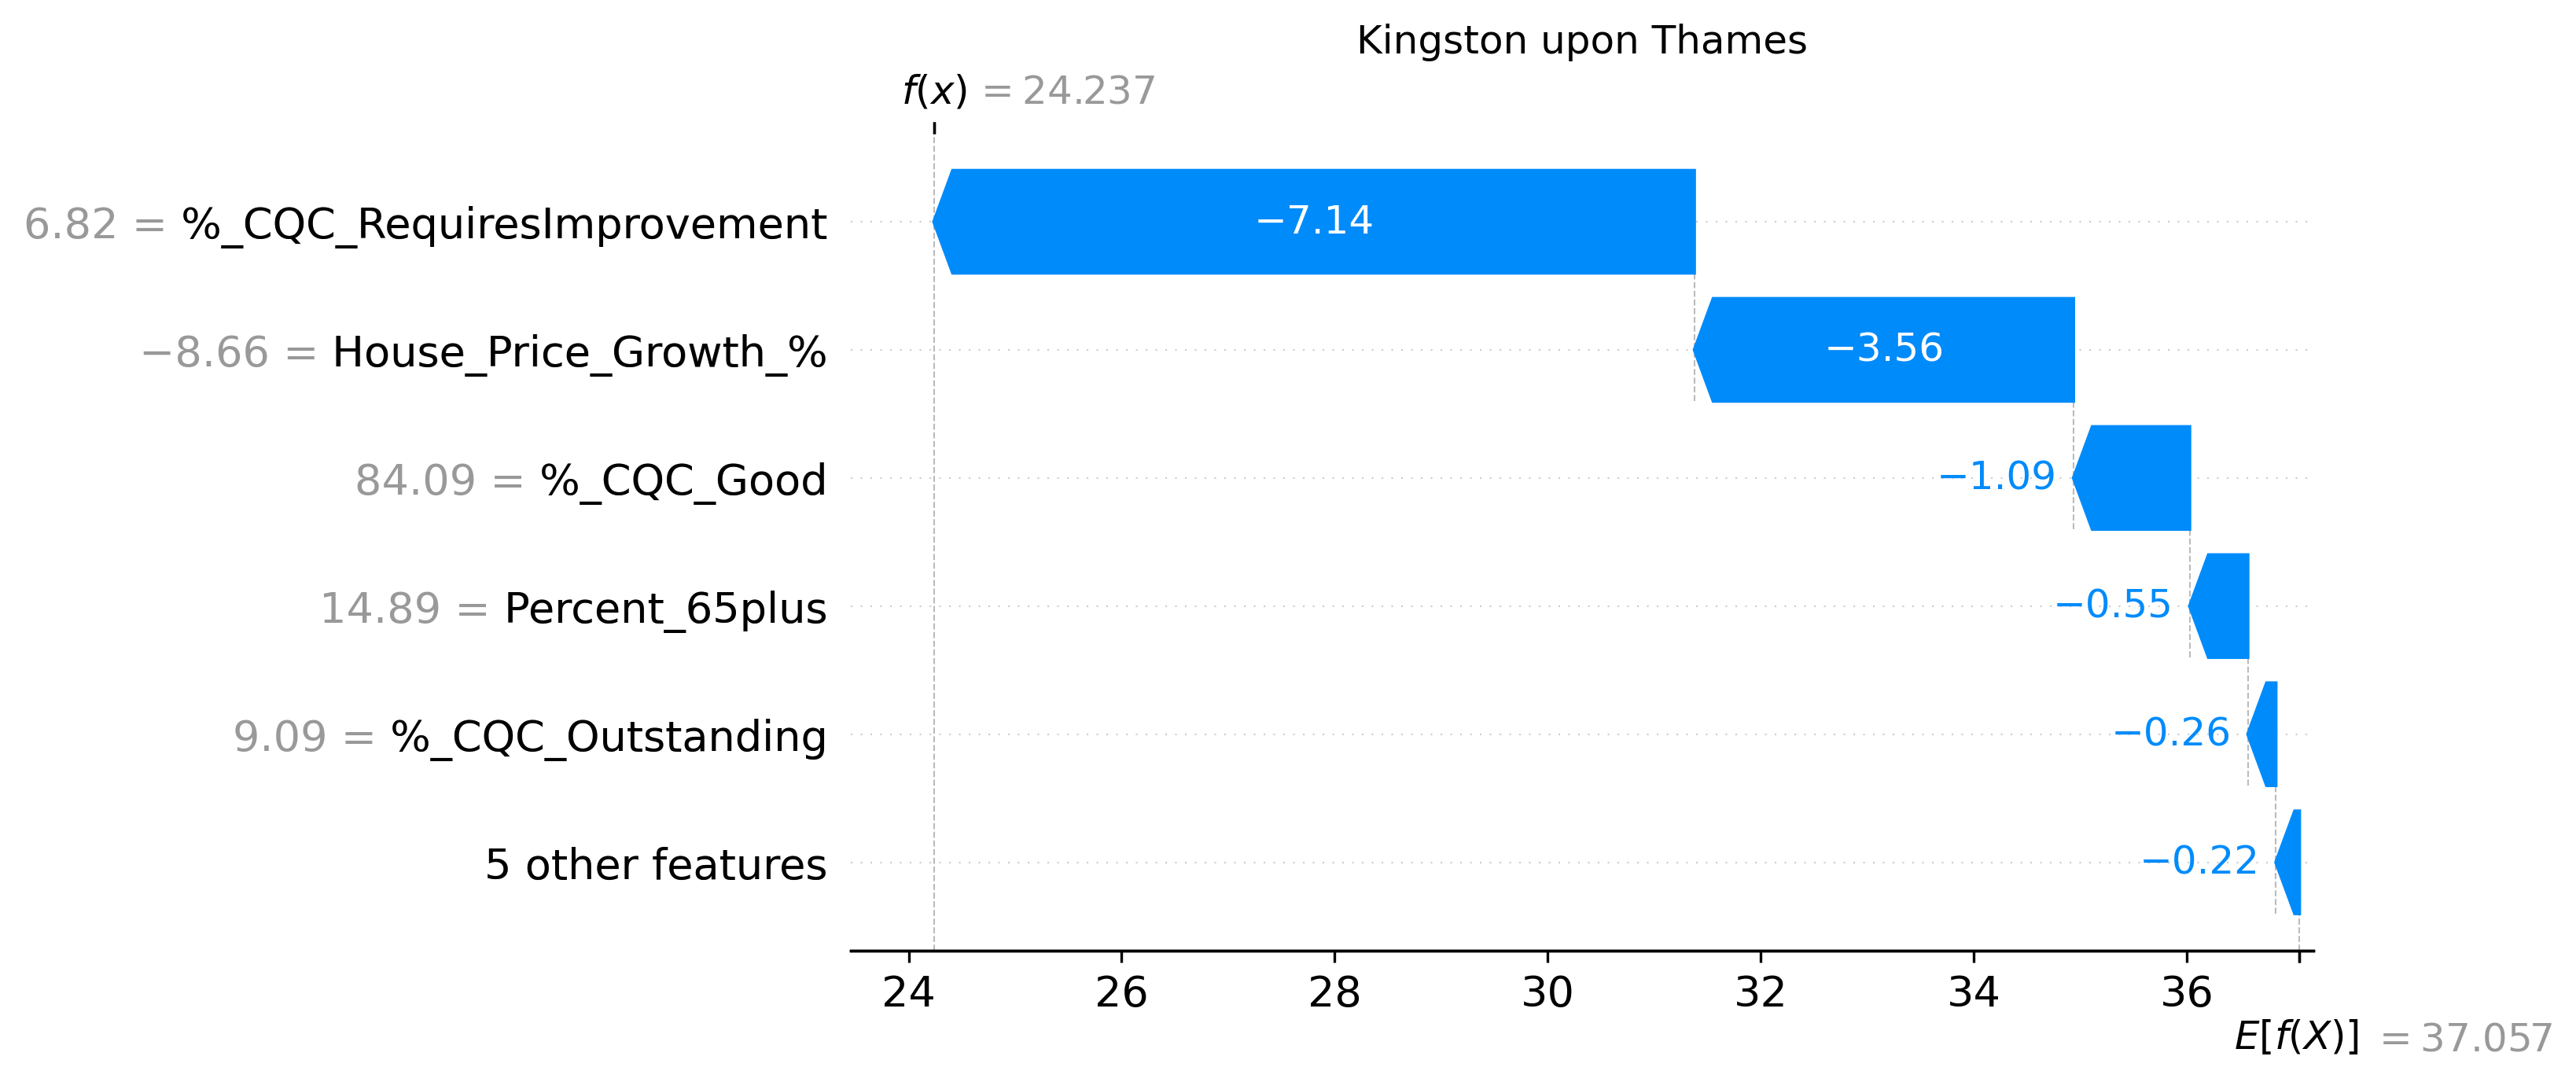 Kingston upon Thames
f(x) = 24.237
6.82 = %_CQC_RequiresImprovement
−7.14
−8.66 = House_Price_Growth_%
−3.56
84.09 = %_CQC_Good
−1.09
14.89 = Percent_65plus
−0.55
9.09 = %_CQC_Outstanding
−0.26
5 other features
−0.22
24 26 28 30 32 34 36
E[f(X)] = 37.057